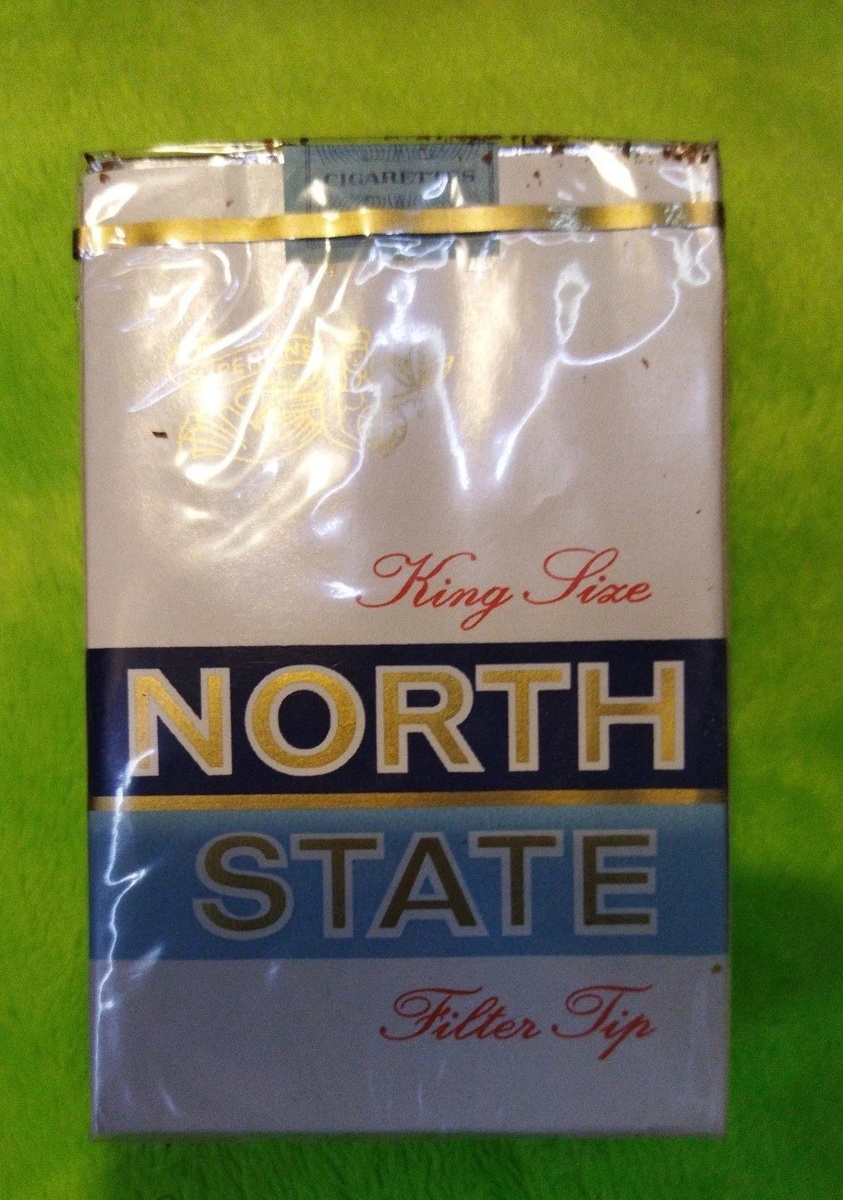 CIGARETTES
King Size
NORTH
STATE
Filter Tip